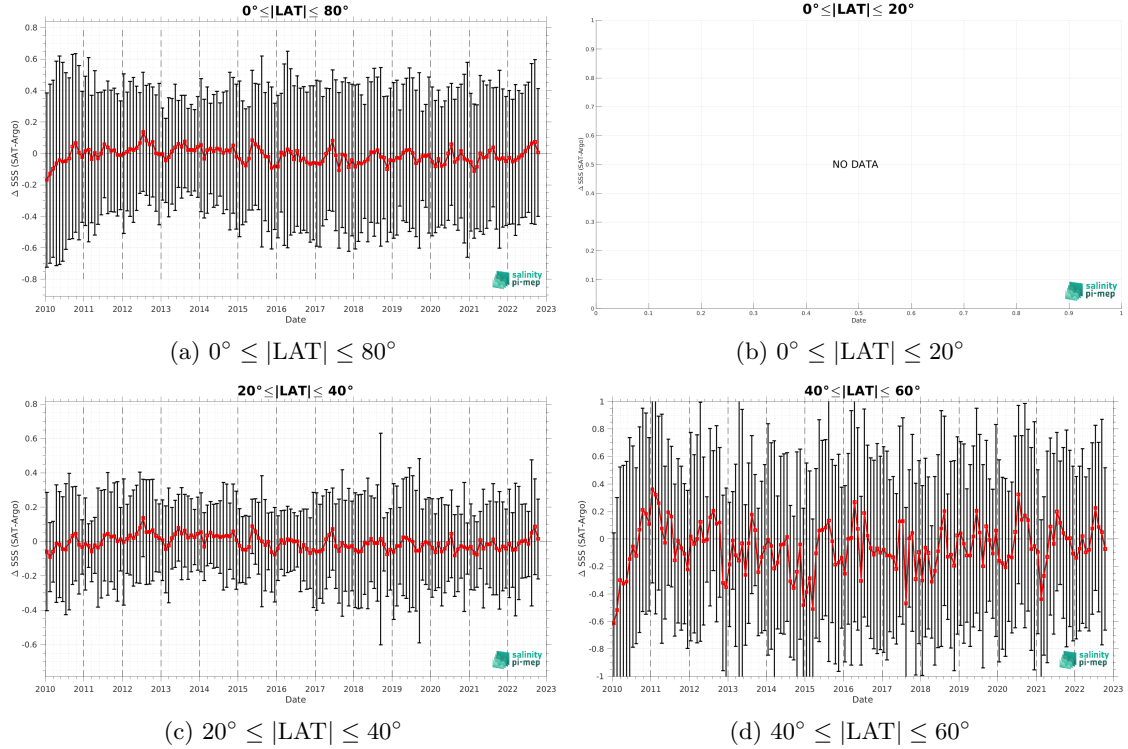 0°≤|LAT|≤ 80°
Δ SSS (SAT-Argo)
0.8
0.6
0.4
0.2
0
-0.2
-0.4
-0.6
-0.8
2010 2011 2012 2013 2014 2015 2016 2017 2018 2019 2020 2021 2022 2023
Date
salinity
pi-mep
(a) 0° ≤ |LAT| ≤ 80°
0°≤|LAT|≤ 20°
Δ SSS (SAT-Argo)
1
0.9
0.8
0.7
0.6
0.5
0.4
0.3
0.2
0.1
0
NO DATA
0 0.1 0.2 0.3 0.4 0.5 0.6 0.7 0.8 0.9 1
Date
salinity
pi-mep
(b) 0° ≤ |LAT| ≤ 20°
20°≤|LAT|≤ 40°
Δ SSS (SAT-Argo)
0.8
0.6
0.4
0.2
0
-0.2
-0.4
-0.6
2010 2011 2012 2013 2014 2015 2016 2017 2018 2019 2020 2021 2022 2023
Date
salinity
pi-mep
(c) 20° ≤ |LAT| ≤ 40°
40°≤|LAT|≤ 60°
Δ SSS (SAT-Argo)
1
0.8
0.6
0.4
0.2
0
-0.2
-0.4
-0.6
-0.8
-1
2010 2011 2012 2013 2014 2015 2016 2017 2018 2019 2020 2021 2022 2023
Date
salinity
pi-mep
(d) 40° ≤ |LAT| ≤ 60°